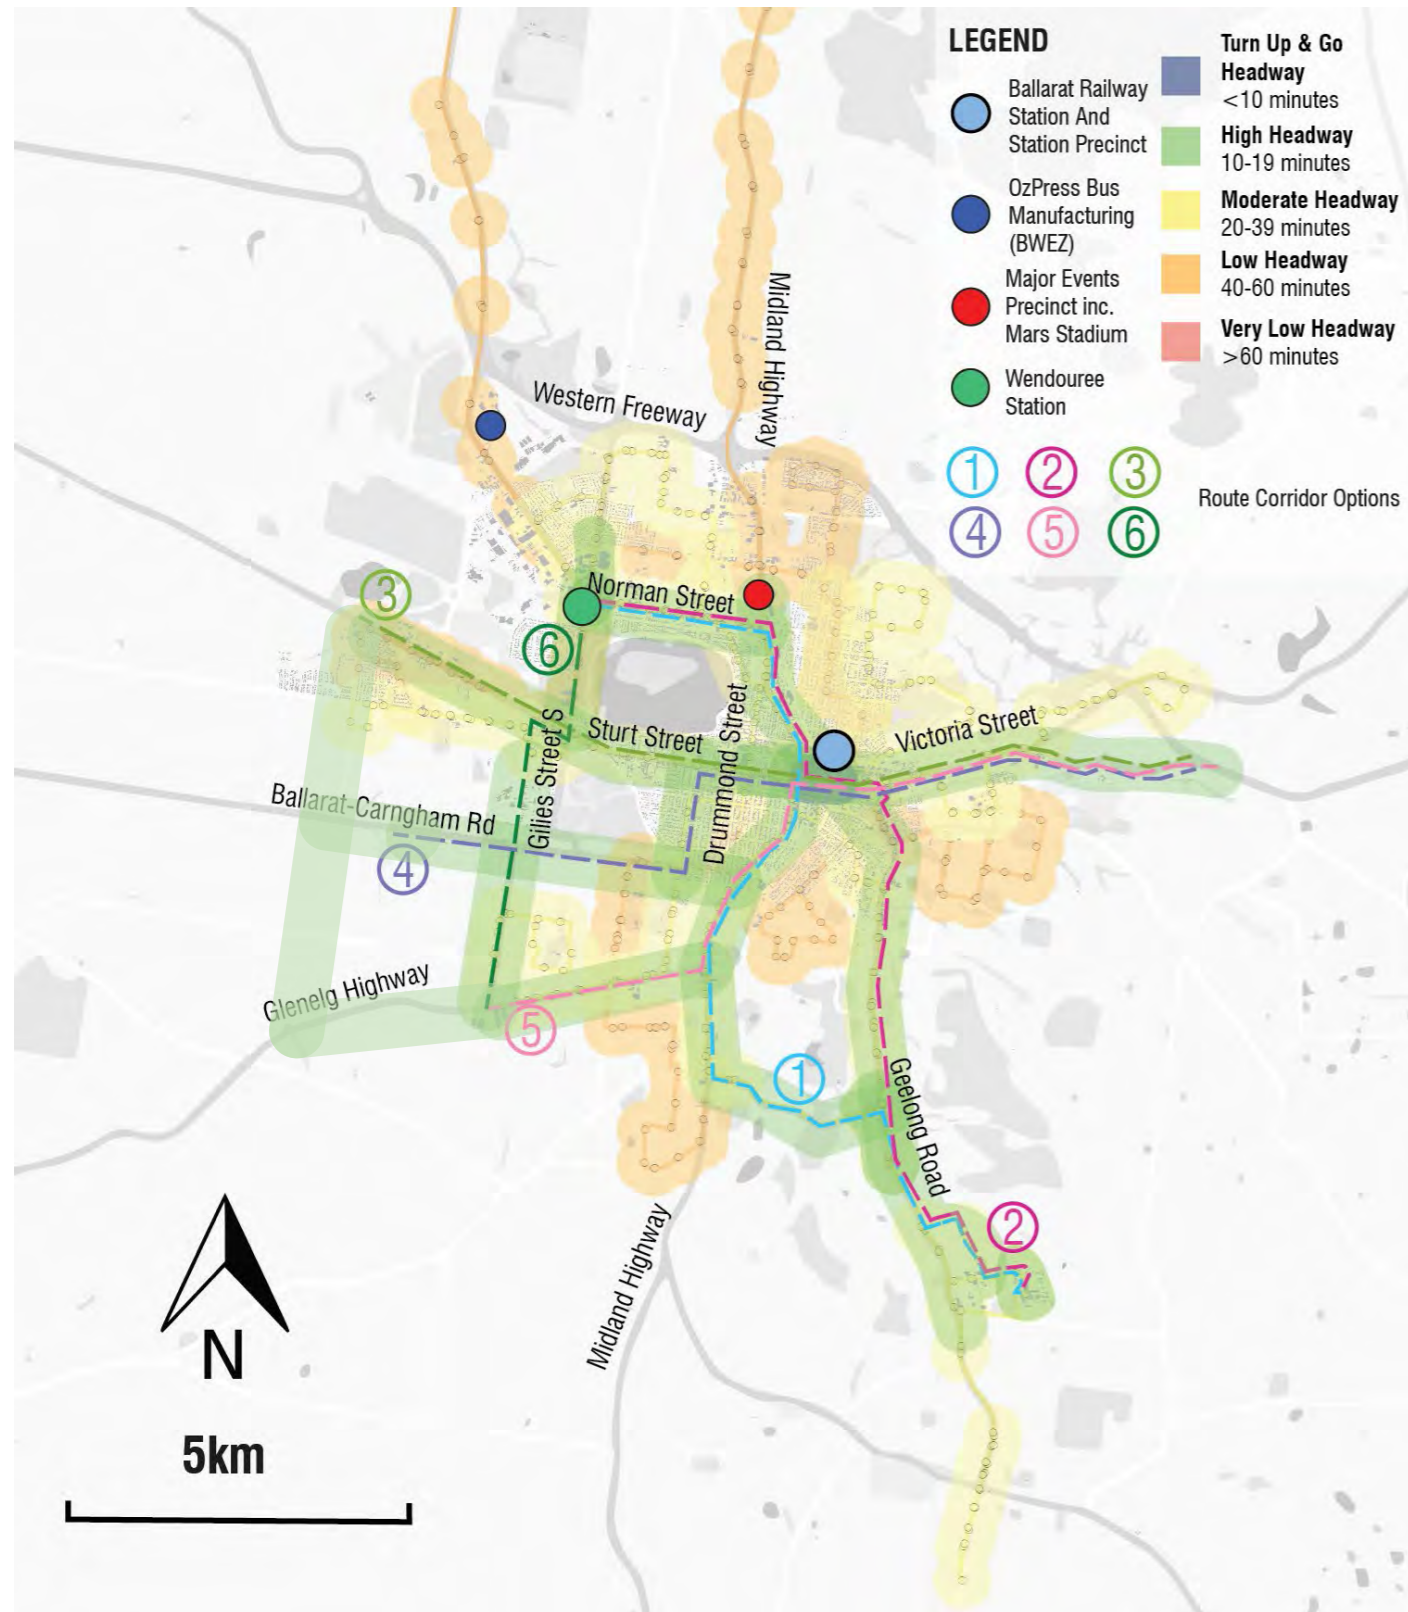 LEGEND
Ballarat Railway
Station And
Station Precinct
OzPress Bus
Manufacturing
(BWEZ)
Major Events
Precinct inc.
Mars Stadium
Wendouree
Station
Turn Up & Go
Headway
<10 minutes
High Headway
10-19 minutes
Moderate Headway
20-39 minutes
Low Headway
40-60 minutes
Very Low Headway
>60 minutes
1 2 3
4 5 6
Route Corridor Options
Midland Highway
Western Freeway
Norman Street
3
6
Sturt Street
Drummond Street
Victoria Street
Gilies Street S
Ballarat-Carngham Rd
4
Glenelg Highway
5
1
Geelong Road
2
Midland Highway
N
5km